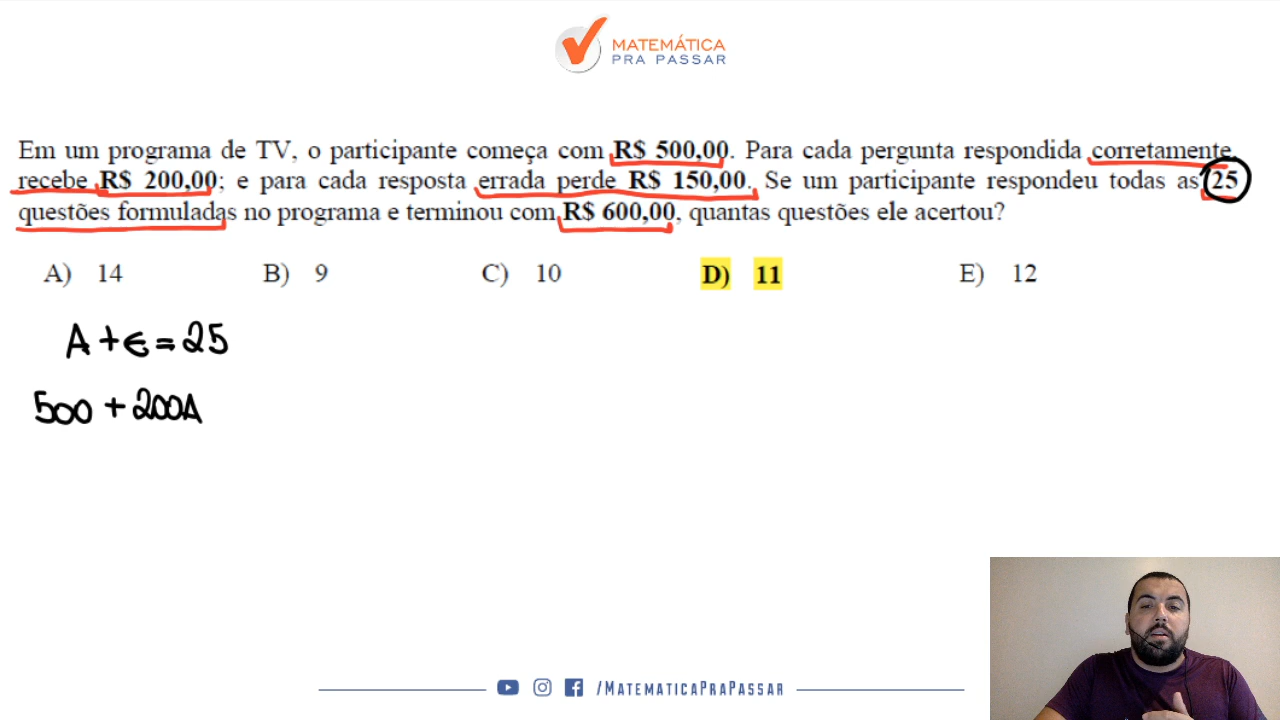 MATEMÁTICA
PRA PASSAR
Em um programa de TV, o participante começa com R$ 500,00. Para cada pergunta respondida corretamente,
recebe R$ 200,00; e para cada resposta errada perde R$ 150,00. Se um participante respondeu todas as 25
questões formuladas no programa e terminou com R$ 600,00, quantas questões ele acertou?
A) 14 B) 9 C) 10 D) 11 E) 12
A + E = 25
500 + 200A
/MATEMATICAPRAPASSAR